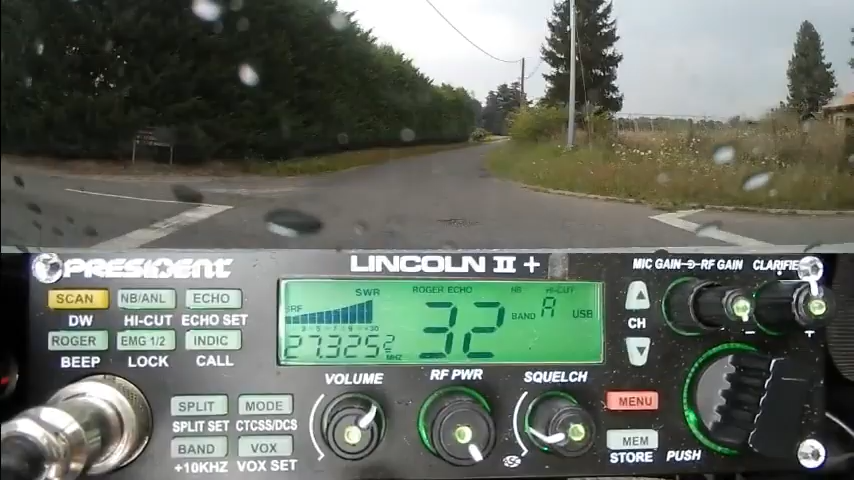 PRESIDENT
LINCOLN II +
MIC GAIN RF GAIN
CLARIFIE
SCAN
NB/ANL
ECHO
DW
HI-CUT
ECHO SET
ROGER
EMG 1/2
INDIC
BEEP
LOCK
CALL
SPLIT
MODE
SPLIT SET
CTCSS/DCS
BAND
VOX
+10KHZ
VOX SET
SWR
RF
ROGER ECHO
NB
HI-CUT
27.325
MHZ
32
BAND A
USB
CH
VOLUME
RF PWR
SQUELCH
MENU
MEM
STORE
PUSH